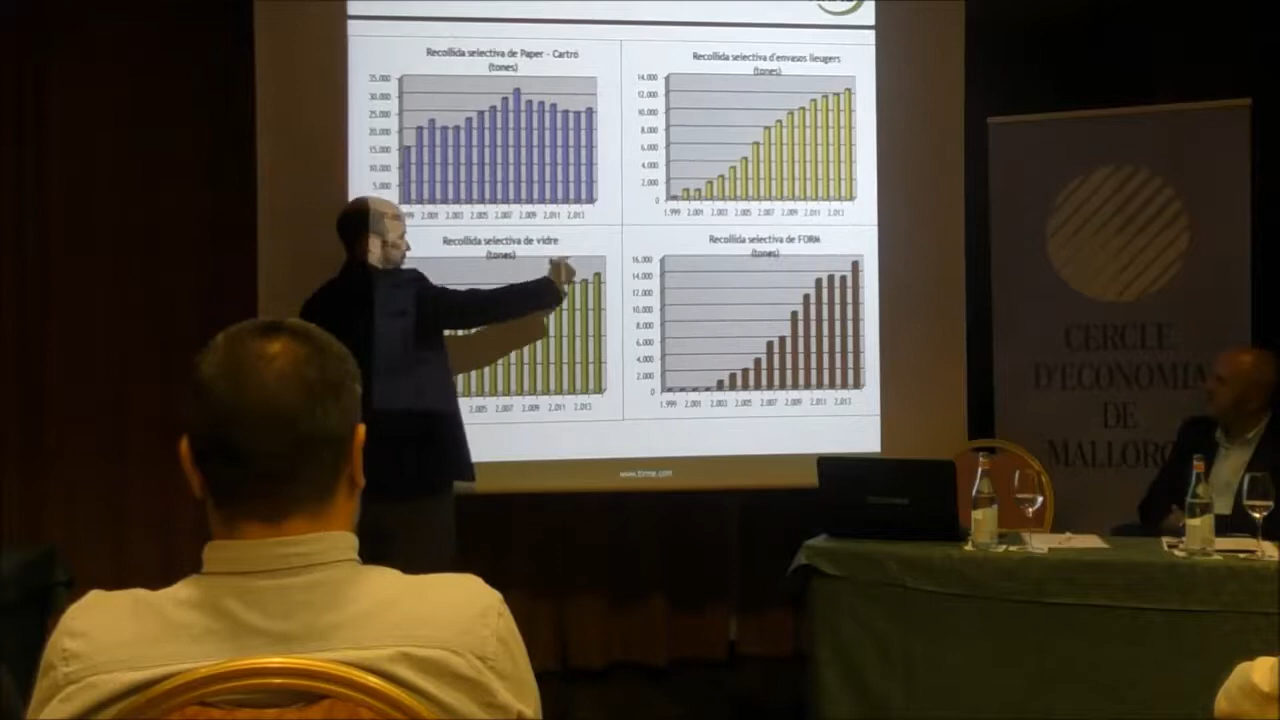 Recollida selectiva de Paper - Cartró
(tones)
35.000
30.000
25.000
20.000
15.000
10.000
5.000
2.001 2.003 2.005 2.007 2.009 2.011 2.013
Recollida selectiva d'envasos lleugers
(tones)
14.000
12.000
10.000
8.000
6.000
4.000
2.000
0
1.999 2.001 2.003 2.005 2.007 2.009 2.011 2.013
Recollida selectiva de vidre
(tones)
2.005 2.007 2.009 2.011 2.013
Recollida selectiva de FORM
(tones)
16.000
14.000
12.000
10.000
8.000
6.000
4.000
2.000
0
1.999 2.001 2.003 2.005 2.007 2.009 2.011 2.013
www.tirme.com
CERCLE
D'ECONOMIA
DE
MALLORC